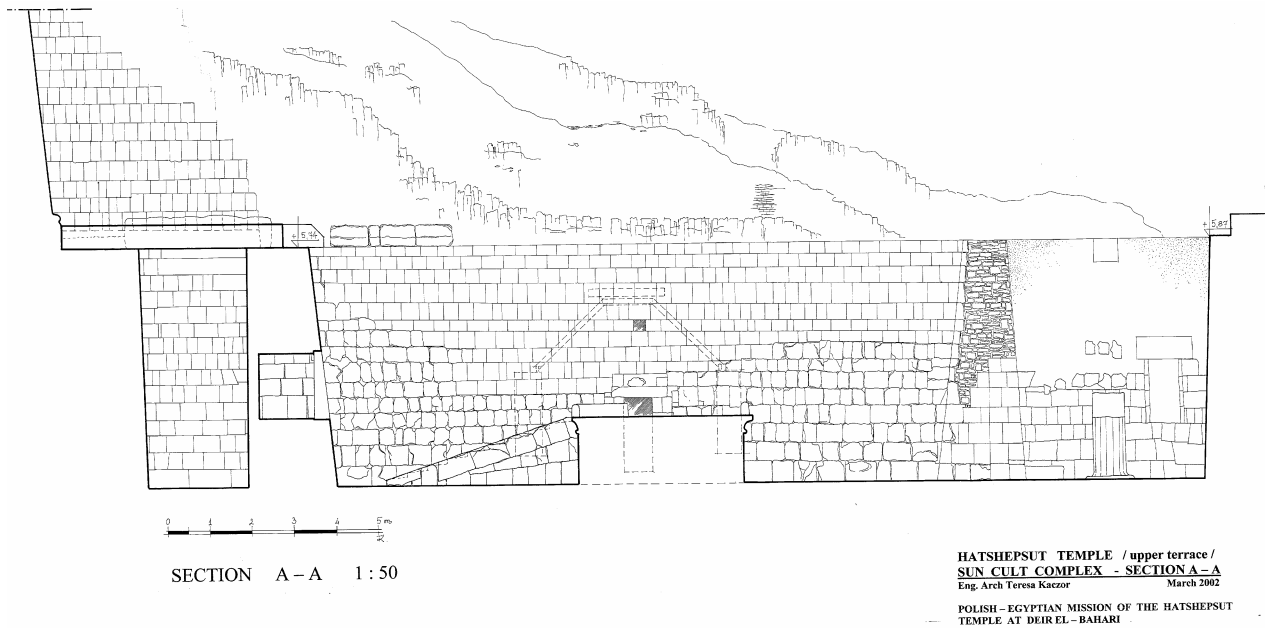 + 5,74
+ 5,87
0 1 2 3 4 5 m
SECTION A – A 1 : 50
HATSHEPSUT TEMPLE / upper terrace /
SUN CULT COMPLEX - SECTION A – A
Eng. Arch Teresa Kaczor March 2002
POLISH – EGYPTIAN MISSION OF THE HATSHEPSUT
TEMPLE AT DEIR EL – BAHARI